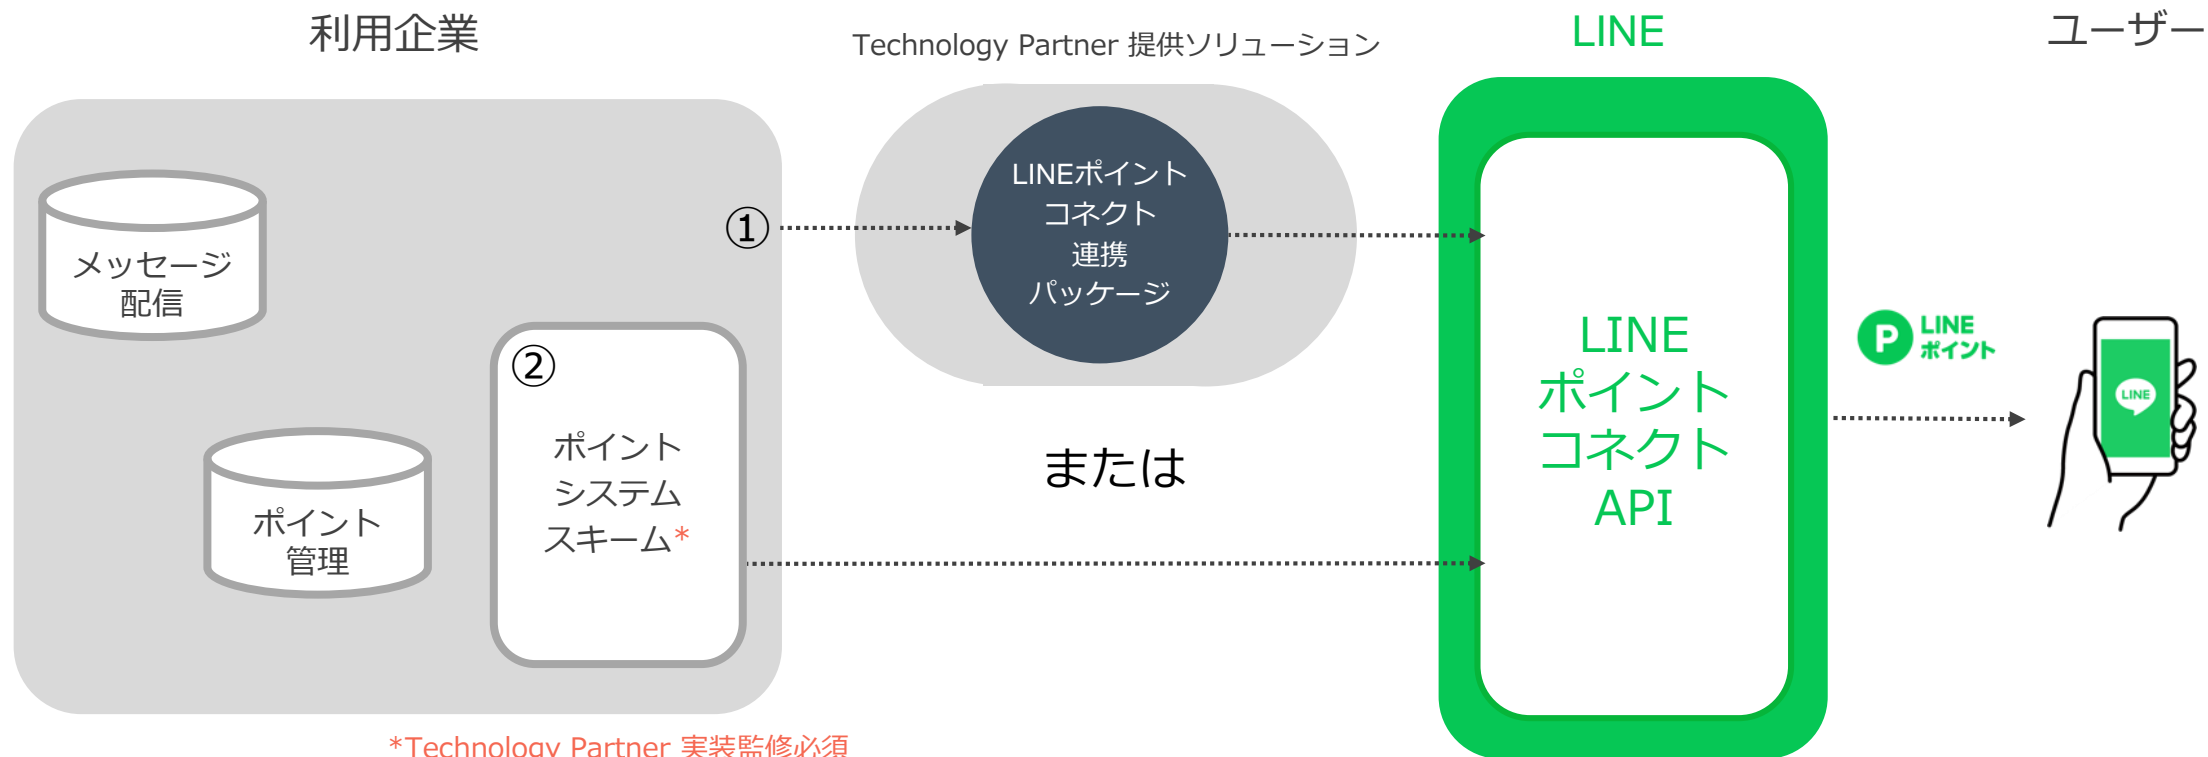 利用企業
Technology Partner 提供ソリューション
LINE
ユーザー
メッセージ
配信
①
LINEポイント
コネクト
連携
パッケージ
②
ポイント
システム
スキーム*
ポイント
管理
または
LINE
ポイント
コネクト
API
P
LINE
ポイント
LINE
*Technology Partner 実装監修必須